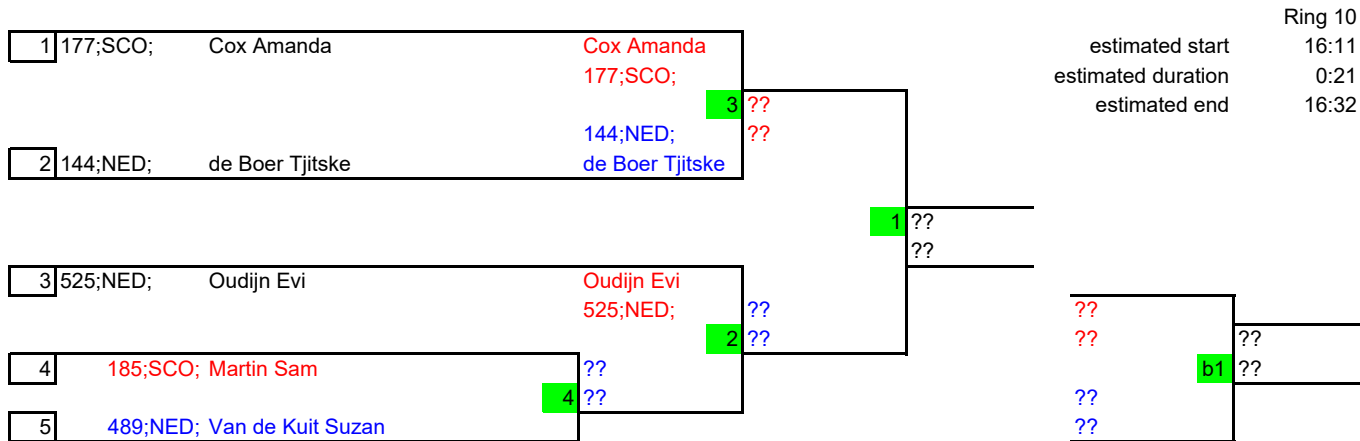 Ring 10
1 177;SCO; Cox Amanda Cox Amanda estimated start 16:11
177;SCO; estimated duration 0:21
3 ?? estimated end 16:32
144;NED; ??
2 144;NED; de Boer Tjitske de Boer Tjitske
1 ??
??
3 525;NED; Oudijn Evi Oudijn Evi
525;NED; ?? ??
2 ?? ?? ??
4 185;SCO; Martin Sam ?? b1 ??
4 ?? ??
5 489;NED; Van de Kuit Suzan ??